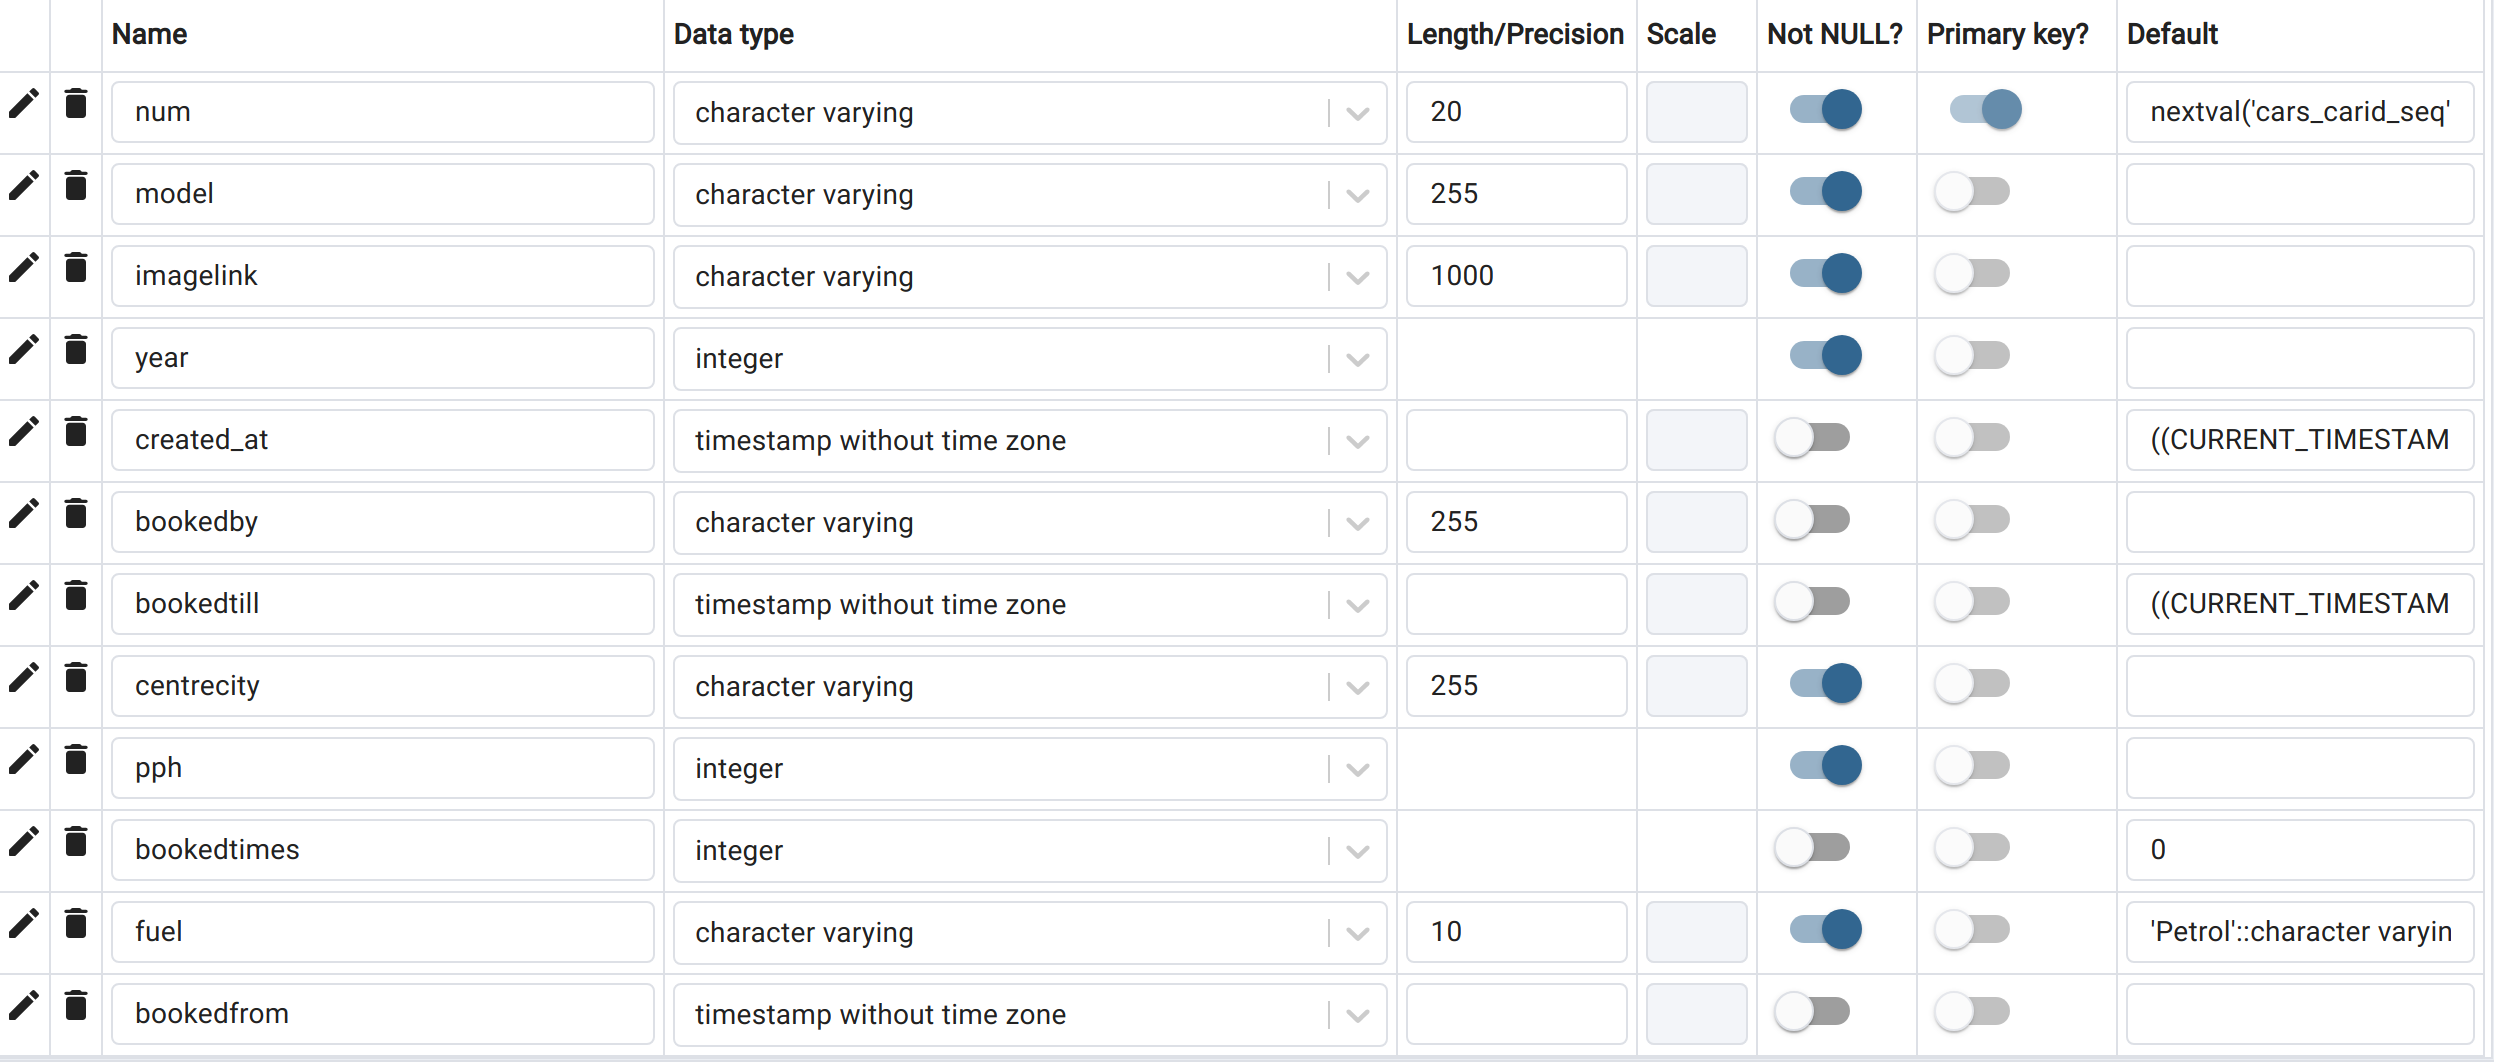 Name Data type Length/Precision Scale Not NULL? Primary key? Default
num character varying 20 nextval('cars_carid_seq'
model character varying 255
imagelink character varying 1000
year integer
created_at timestamp without time zone ((CURRENT_TIMESTAM
bookedby character varying 255
bookedtill timestamp without time zone ((CURRENT_TIMESTAM
centrecity character varying 255
pph integer
bookedtimes integer 0
fuel character varying 10 'Petrol'::character varyin
bookedfrom timestamp without time zone